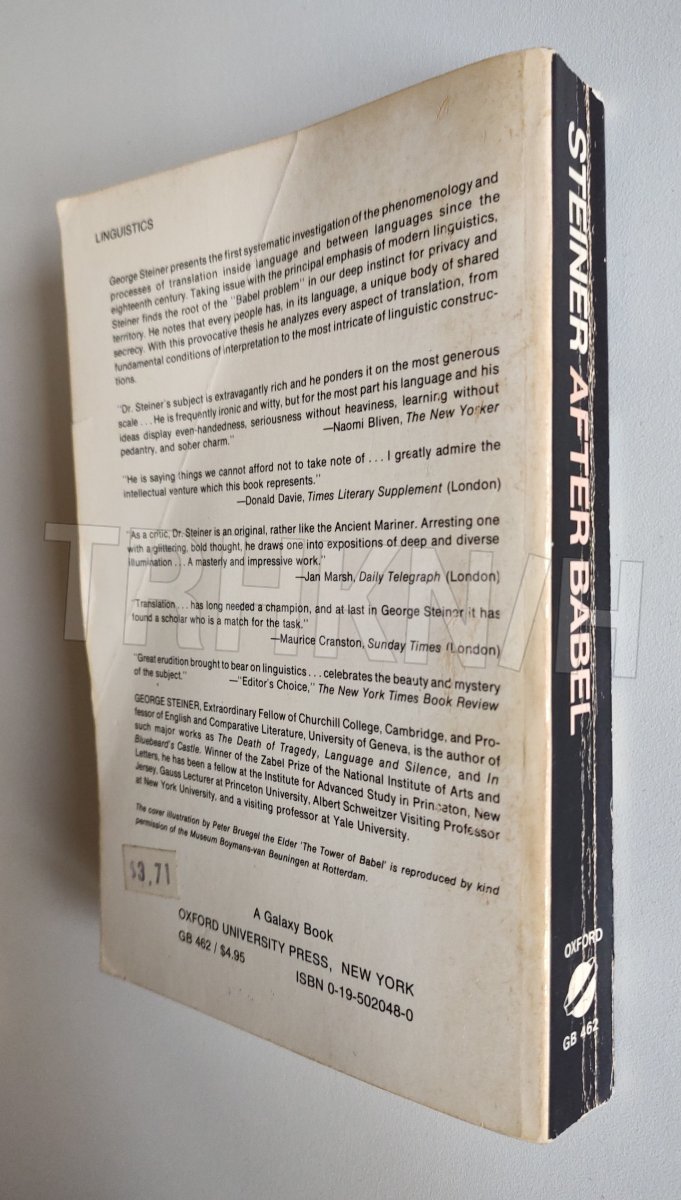 LINGUISTICS
George Steiner presents the first systematic investigation of the phenomenology and
processes of translation inside language and between languages since the
eighteenth century. Taking issue with the principal emphasis of modern linguistics,
Steiner finds the root of the "Babel problem" in our deep instinct for privacy and
territory. He notes that every people has, in its language, a unique body of shared
secrecy. With this provocative thesis he analyzes every aspect of translation, from
fundamental conditions of interpretation to the most intricate of linguistic construc-
tions.
"Dr. Steiner's subject is extravagantly rich and he ponders it on the most generous
scale ... He is frequently ironic and witty, but for the most part his language and his
ideas display even-handedness, seriousness without heaviness, learning without
pedantry, and sober charm."
—Naomi Bliven, The New Yorker
"He is saying things we cannot afford not to take note of ... I greatly admire the
intellectual venture which this book represents."
—Donald Davie, Times Literary Supplement (London)
"As a critic, Dr. Steiner is an original, rather like the Ancient Mariner. Arresting one
with a glittering, bold thought, he draws one into expositions of deep and diverse
illumination ... A masterly and impressive work."
—Jan Marsh, Daily Telegraph (London)
"Translation ... has long needed a champion, and at last in George Steiner it has
found a scholar who is a match for the task."
—Maurice Cranston, Sunday Times (London)
"Great erudition brought to bear on linguistics ... celebrates the beauty and mystery
of the subject."
—"Editor's Choice," The New York Times Book Review
GEORGE STEINER, Extraordinary Fellow of Churchill College, Cambridge, and Pro-
fessor of English and Comparative Literature, University of Geneva, is the author of
such major works as The Death of Tragedy, Language and Silence, and In
Bluebeard's Castle. Winner of the Zabel Prize of the National Institute of Arts and
Letters, he has been a fellow at the Institute for Advanced Study in Princeton, New
Jersey, Gauss Lecturer at Princeton University, Albert Schweitzer Visiting Professor
at New York University, and a visiting professor at Yale University.
The cover illustration by Peter Bruegel the Elder 'The Tower of Babel' is reproduced by kind
permission of the Museum Boymans-van Beuningen at Rotterdam.
$3.71
A Galaxy Book
OXFORD UNIVERSITY PRESS, NEW YORK
GB 462 / $4.95
ISBN 0-19-502048-0
STEINER AFTER BABEL
OXFORD
GB 462